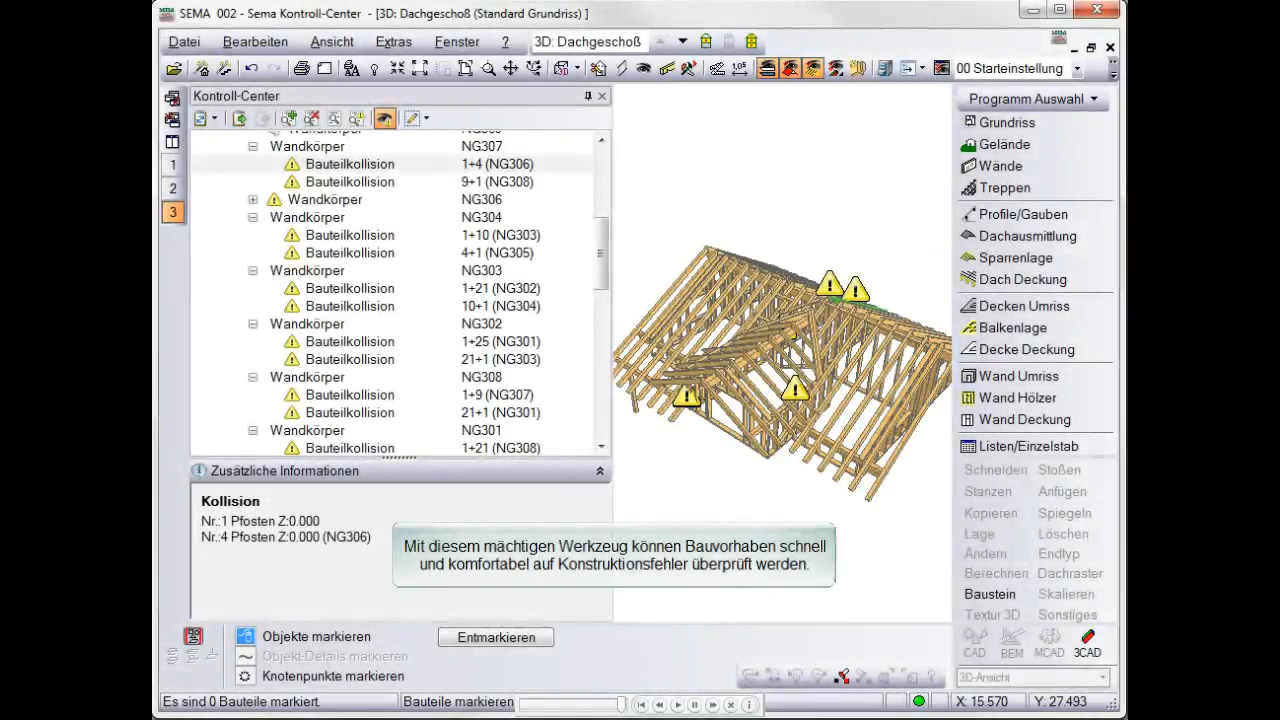 SEMA 002 - Sema Kontroll-Center - [3D: Dachgeschoß (Standard Grundriss) ]
Datei Bearbeiten Ansicht Extras Fenster ? 3D: Dachgeschoß
00 Starteinstellung
Kontroll-Center
Wandkörper NG307
Bauteilkollision 1+4 (NG306)
Bauteilkollision 9+1 (NG308)
Wandkörper NG306
Wandkörper NG304
Bauteilkollision 1+10 (NG303)
Bauteilkollision 4+1 (NG305)
Wandkörper NG303
Bauteilkollision 1+21 (NG302)
Bauteilkollision 10+1 (NG304)
Wandkörper NG302
Bauteilkollision 1+25 (NG301)
Bauteilkollision 21+1 (NG303)
Wandkörper NG308
Bauteilkollision 1+9 (NG307)
Bauteilkollision 21+1 (NG301)
Wandkörper NG301
Bauteilkollision 1+21 (NG308)
1
2
3
Zusätzliche Informationen
Kollision
Nr.:1 Pfosten Z:0.000
Nr.:4 Pfosten Z:0.000 (NG306)
Mit diesem mächtigen Werkzeug können Bauvorhaben schnell
und komfortabel auf Konstruktionsfehler überprüft werden.
Objekte markieren
Entmarkieren
Objekt-Details markieren
Knotenpunkte markieren
Es sind 0 Bauteile markiert.
Bauteile markieren
Programm Auswahl
Grundriss
Gelände
Wände
Treppen
Profile/Gauben
Dachausmittlung
Sparrenlage
Dach Deckung
Decken Umriss
Balkenlage
Decke Deckung
Wand Umriss
Wand Hölzer
Wand Deckung
Listen/Einzelstab
Schneiden Stoßen
Stanzen Anfügen
Kopieren Spiegeln
Lage Löschen
Ändern Endtyp
Berechnen Dachraster
Baustein Skalieren
Textur 3D Sonstiges
CAD BEM MCAD 3CAD
3D-Ansicht
X: 15.570 Y: 27.493